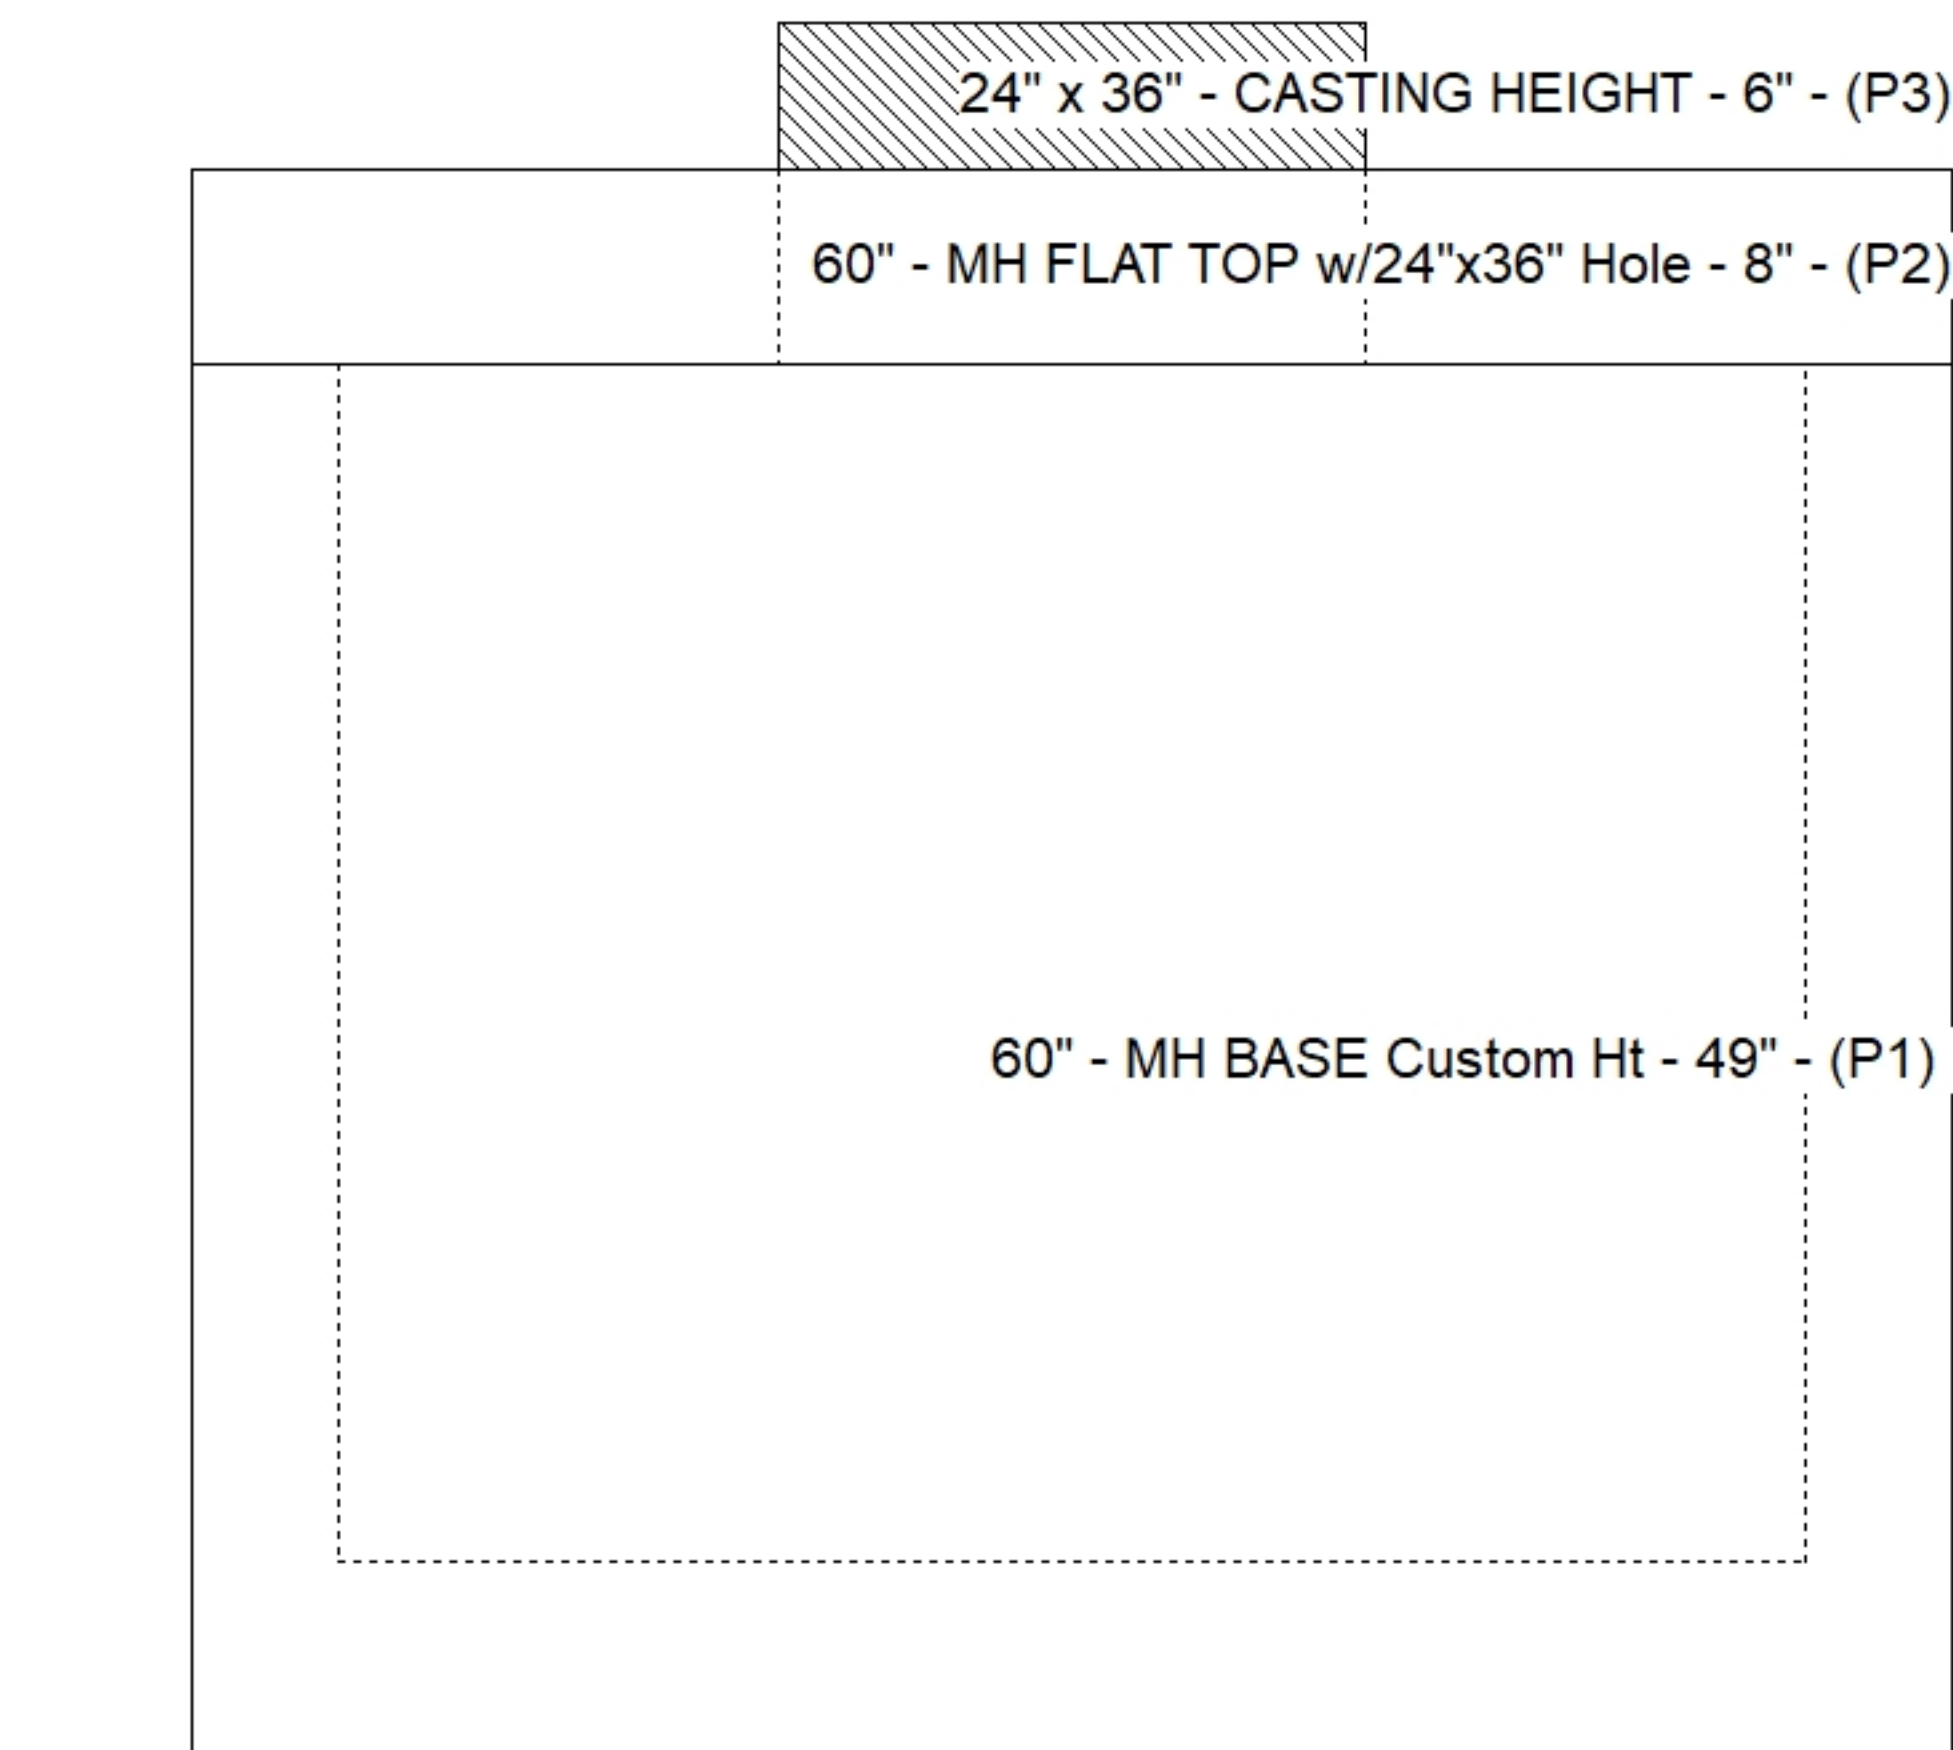 24" x 36" - CASTING HEIGHT - 6" - (P3)
60" - MH FLAT TOP w/24"x36" Hole - 8" - (P2)
60" - MH BASE Custom Ht - 49" - (P1)